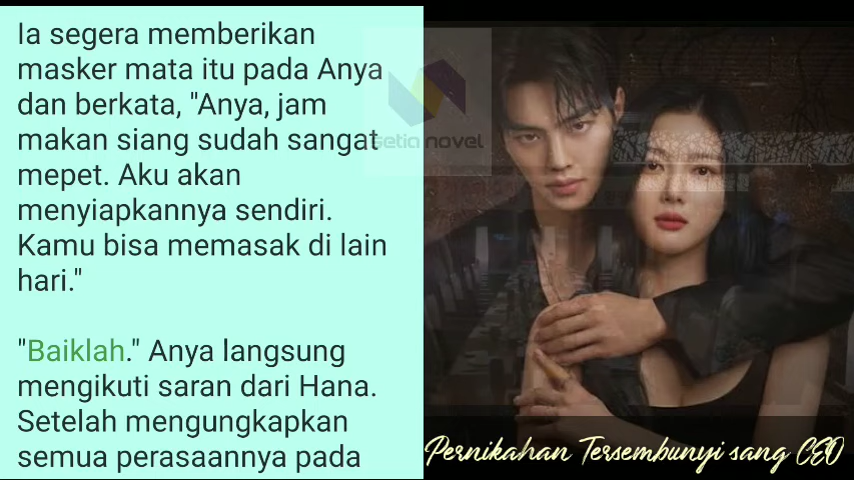 Ia segera memberikan
masker mata itu pada Anya
dan berkata, "Anya, jam
makan siang sudah sangat
mepet. Aku akan
menyiapkannya sendiri.
Kamu bisa memasak di lain
hari."
"Baiklah." Anya langsung
mengikuti saran dari Hana.
Setelah mengungkapkan
semua perasaannya pada
setia novel
Pernikahan Tersembunyi sang CEO